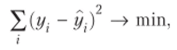 ∑ᵢ (yᵢ − ŷᵢ)² → min,